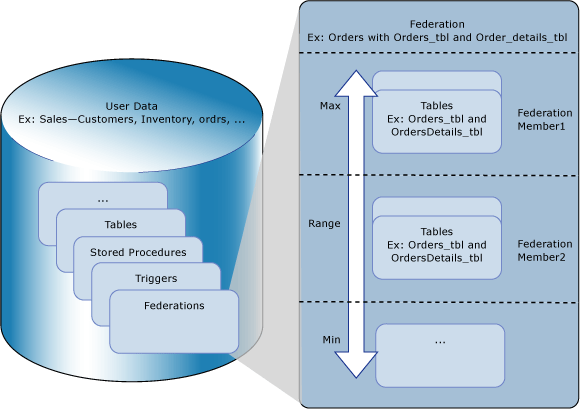 User Data
Ex: Sales—Customers, Inventory, ordrs, ...
...
Tables
Stored Procedures
Triggers
Federations
Federation
Ex: Orders with Orders_tbl and Order_details_tbl
Max
Tables
Ex: Orders_tbl and
OrdersDetails_tbl
Federation
Member1
Range
Tables
Ex: Orders_tbl and
OrdersDetails_tbl
Federation
Member2
Min
...